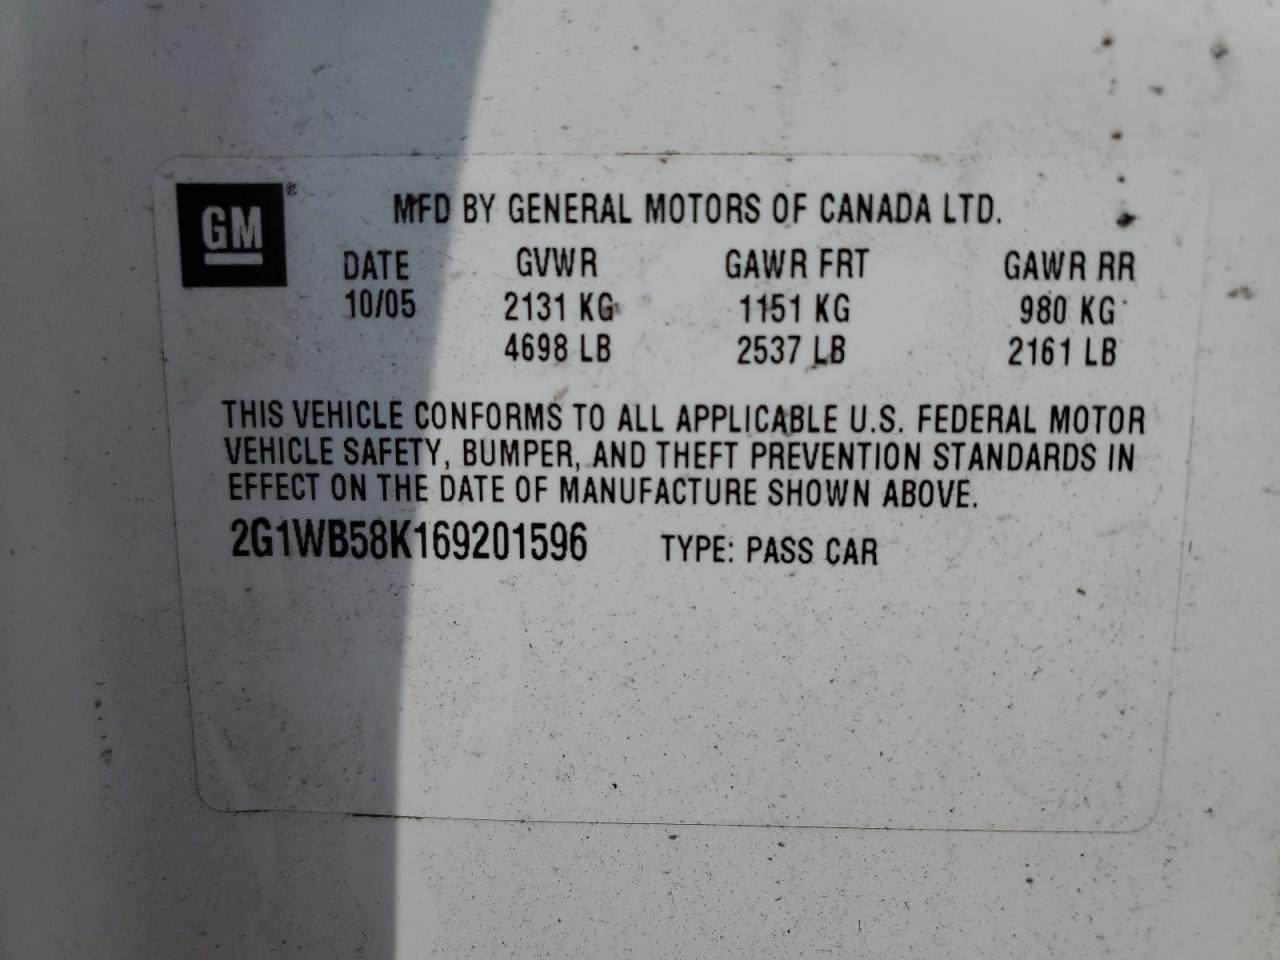 GM®
MFD BY GENERAL MOTORS OF CANADA LTD.
DATE GVWR GAWR FRT GAWR RR
10/05 2131 KG 1151 KG 980 KG
4698 LB 2537 LB 2161 LB
THIS VEHICLE CONFORMS TO ALL APPLICABLE U.S. FEDERAL MOTOR
VEHICLE SAFETY, BUMPER, AND THEFT PREVENTION STANDARDS IN
EFFECT ON THE DATE OF MANUFACTURE SHOWN ABOVE.
2G1WB58K169201596 TYPE: PASS CAR